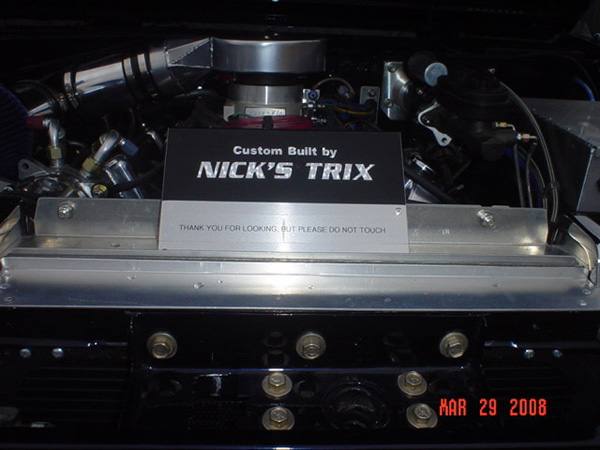 Custom Built by
NICK'S TRIX
THANK YOU FOR LOOKING, BUT PLEASE DO NOT TOUCH
MAR 29 2008